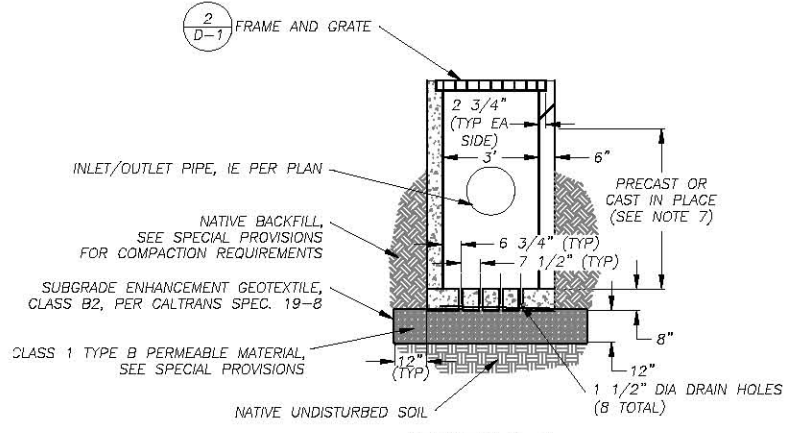 2
D-1
FRAME AND GRATE
2 3/4"
(TYP EA
SIDE)
3'
6"
INLET/OUTLET PIPE, IE PER PLAN
PRECAST OR
CAST IN PLACE
(SEE NOTE 7)
NATIVE BACKFILL,
SEE SPECIAL PROVISIONS
FOR COMPACTION REQUIREMENTS
6 3/4" (TYP)
7 1/2" (TYP)
SUBGRADE ENHANCEMENT GEOTEXTILE,
CLASS B2, PER CALTRANS SPEC. 19-8
8"
CLASS 1 TYPE B PERMEABLE MATERIAL,
SEE SPECIAL PROVISIONS
12"
(TYP)
12"
1 1/2" DIA DRAIN HOLES
(8 TOTAL)
NATIVE UNDISTURBED SOIL